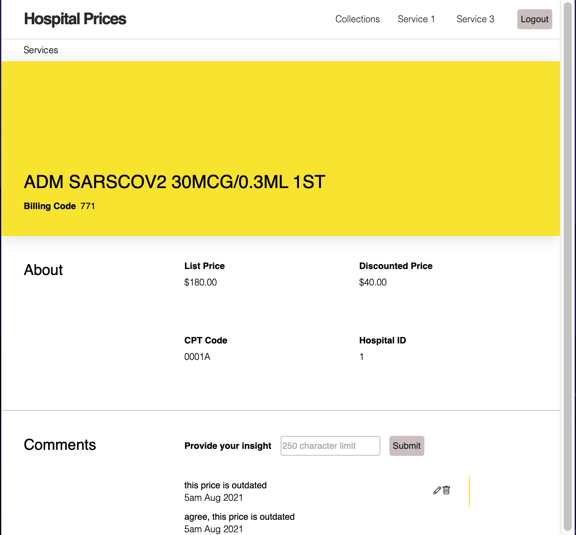 Hospital Prices
Collections Service 1 Service 3 Logout
Services
ADM SARSCOV2 30MCG/0.3ML 1ST
Billing Code 771
About
List Price Discounted Price
$180.00 $40.00
CPT Code Hospital ID
0001A 1
Comments
Provide your insight 250 character limit Submit
this price is outdated
5am Aug 2021
agree, this price is outdated
5am Aug 2021